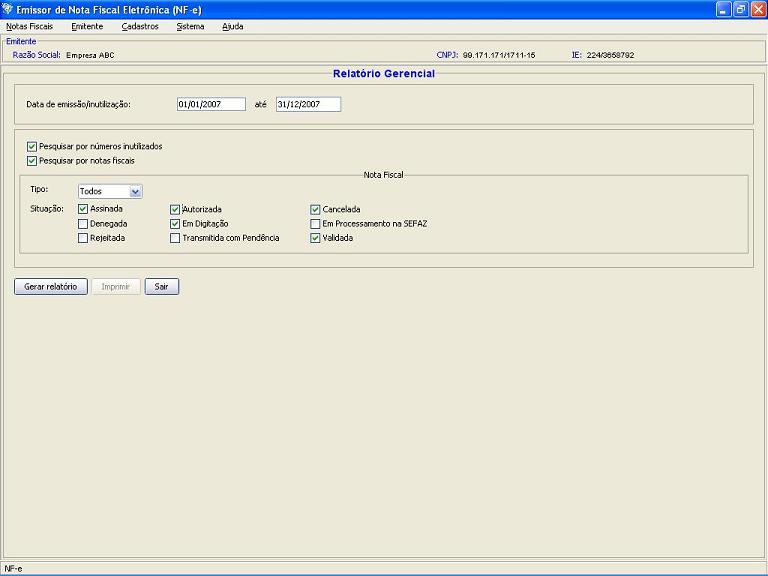 Emissor de Nota Fiscal Eletrônica (NF-e)
Notas Fiscais Emitente Cadastros Sistema Ajuda
Emitente
Razão Social: Empresa ABC CNPJ: 99.171.171/1711-15 IE: 224/3658792
Relatório Gerencial
Data de emissão/inutilização: 01/01/2007 até 31/12/2007
Pesquisar por números inutilizados
Pesquisar por notas fiscais
Nota Fiscal
Tipo: Todos
Situação: Assinada Autorizada Cancelada
Denegada Em Digitação Em Processamento na SEFAZ
Rejeitada Transmitida com Pendência Validada
Gerar relatório Imprimir Sair
NF-e